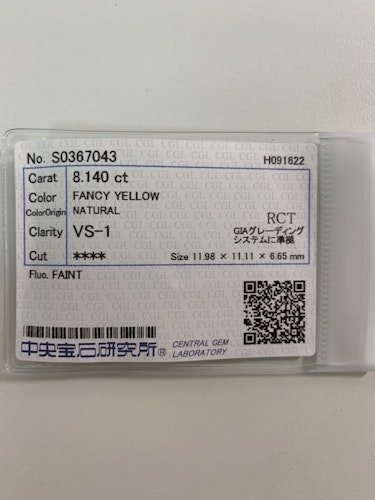 No. S0367043 H091622
Carat 8.140 ct
Color FANCY YELLOW
ColorOrigin NATURAL
RCT
Clarity VS-1 GIAグレーディング
システムに準拠
Cut **** Size 11.98 × 11.11 × 6.65 mm
Fluo. FAINT
中央宝石研究所® CENTRAL GEM
LABORATORY